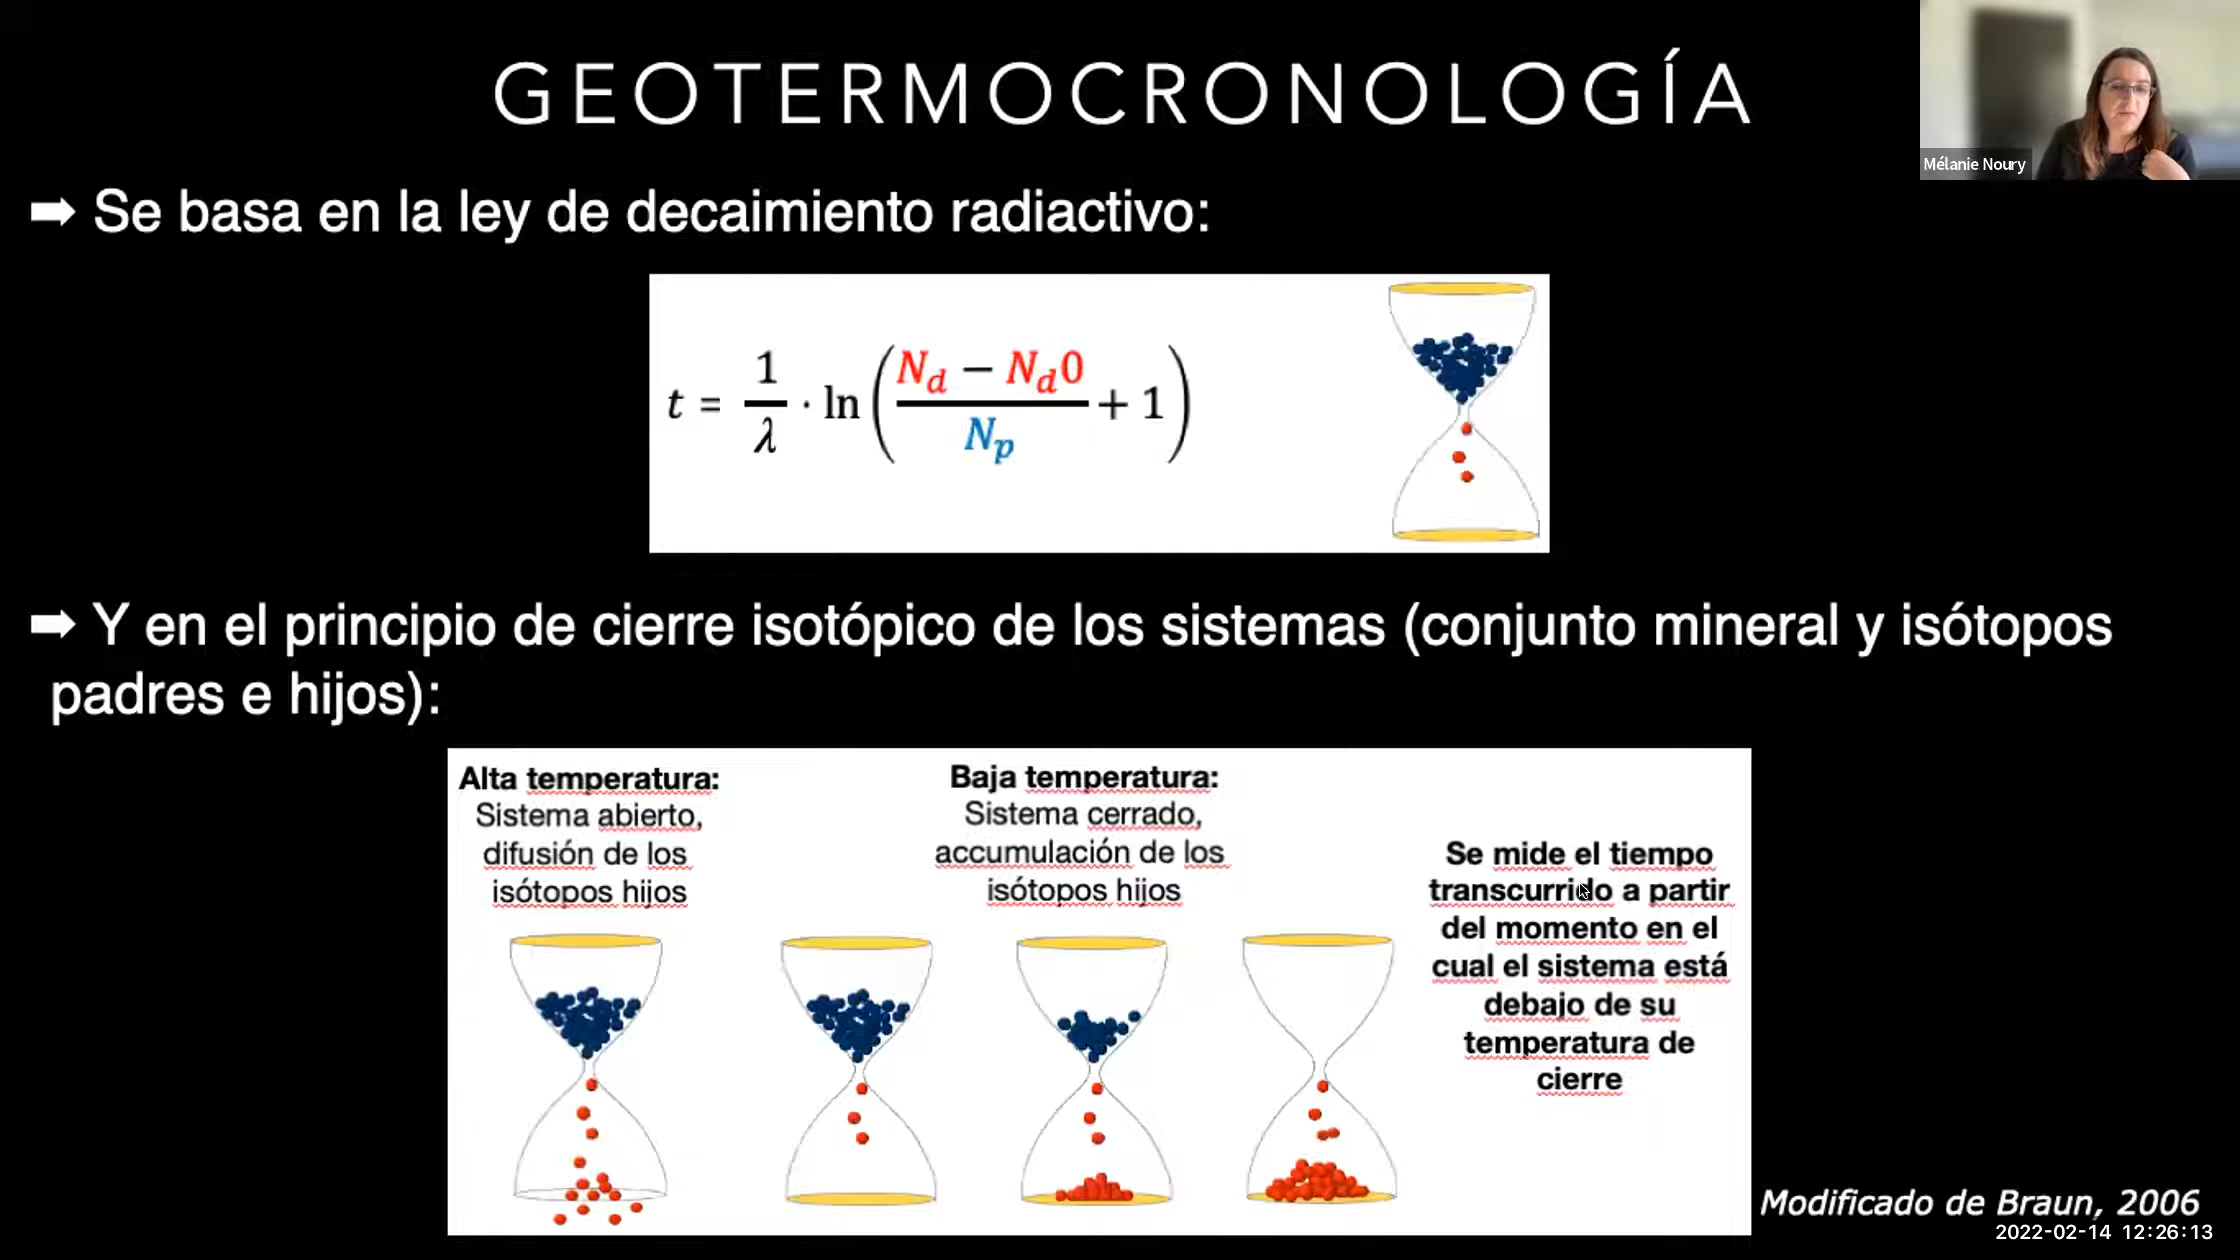 GEOTERMOCRONOLOGÍA
Mélanie Noury
➡ Se basa en la ley de decaimiento radiactivo:
t = 1/λ · ln(N_d − N_d0 / N_p + 1)
➡ Y en el principio de cierre isotópico de los sistemas (conjunto mineral y isótopos
padres e hijos):
Alta temperatura:
Sistema abierto,
difusión de los
isótopos hijos
Baja temperatura:
Sistema cerrado,
accumulación de los
isótopos hijos
Se mide el tiempo
transcurrido a partir
del momento en el
cual el sistema está
debajo de su
temperatura de
cierre
Modificado de Braun, 2006
2022-02-14 12:26:13